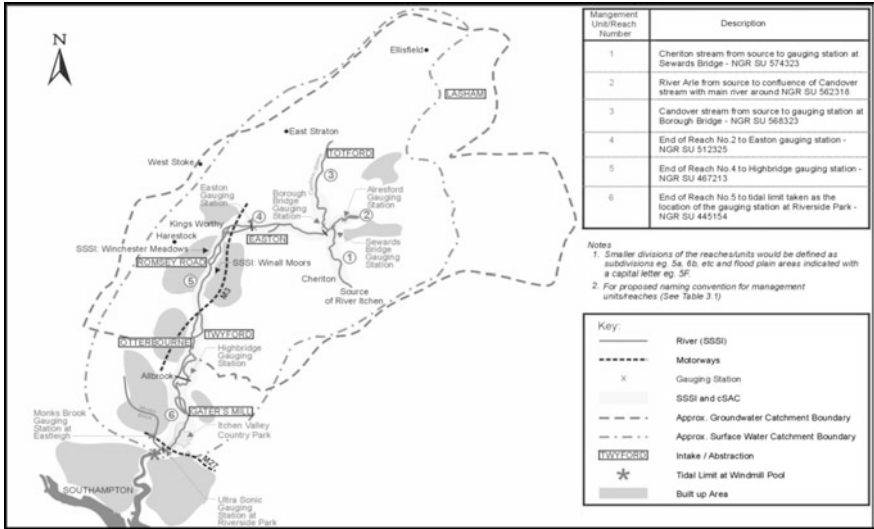 N
Ellisfield
LASHAM
East Straton
TOTFORD
West Stoke
3
Easton
Gauging
Station
Borough
Bridge
Gauging
Station
Alresford
Gauging
Station
4
2
Kings Worthy
Harestock
EASTON
Sewards
Bridge
Gauging
Station
SSSI: Winchester Meadows
1
ROMSEY ROAD
SSSI: Winall Moors
Cheriton
5
M3
Source
of River Itchen
OTTERBOURNE
TWYFORD
Highbridge
Gauging
Station
Allbrook
6
GATER'S MILL
Monks Brook
Gauging
Station at
Eastleigh
Itchen Valley
Country Park
M27
SOUTHAMPTON
Ultra Sonic
Gauging
Station at
Riverside Park
Mangement
Unit/Reach
Number
Description
1
Cheriton stream from source to gauging station at
Sewards Bridge - NGR SU 574323
2
River Arle from source to confluence of Candover
stream with main river around NGR SU 562318
3
Candover stream from source to gauging station at
Borough Bridge - NGR SU 568323
4
End of Reach No.2 to Easton gauging station -
NGR SU 512325
5
End of Reach No.4 to Highbridge gauging station -
NGR SU 467213
6
End of Reach No.5 to tidal limit taken as the
location of the gauging station at Riverside Park -
NGR SU 445154
Notes
1. Smaller divisions of the reaches/units would be defined as
subdivisions eg. 5a, 6b, etc and flood plain areas indicated with
a capital letter eg. 5F.
2. For proposed naming convention for management
units/reaches (See Table 3.1)
Key:
River (SSSI)
Motorways
Gauging Station
SSSI and cSAC
Approx. Groundwater Catchment Boundary
Approx. Surface Water Catchment Boundary
TWYFORD
Intake / Abstraction
Tidal Limit at Windmill Pool
Built up Area